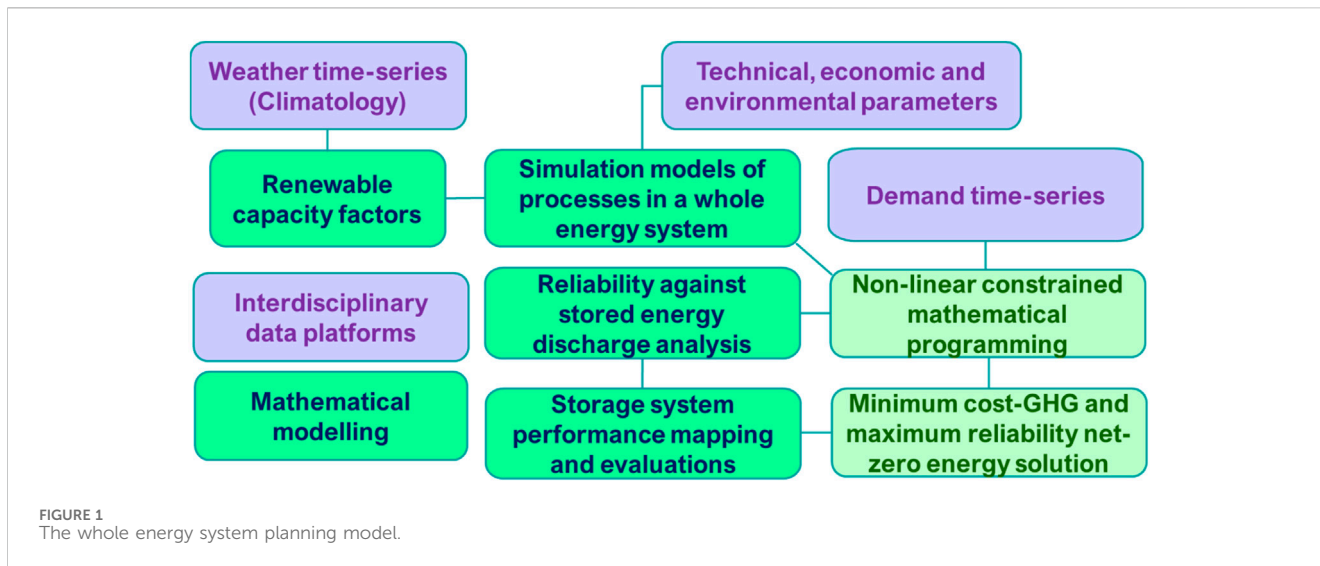 Weather time-series
(Climatology)
Technical, economic and
environmental parameters
Renewable
capacity factors
Simulation models of
processes in a whole
energy system
Demand time-series
Interdisciplinary
data platforms
Reliability against
stored energy
discharge analysis
Non-linear constrained
mathematical
programming
Mathematical
modelling
Storage system
performance mapping
and evaluations
Minimum cost-GHG and
maximum reliability net-
zero energy solution
FIGURE 1
The whole energy system planning model.